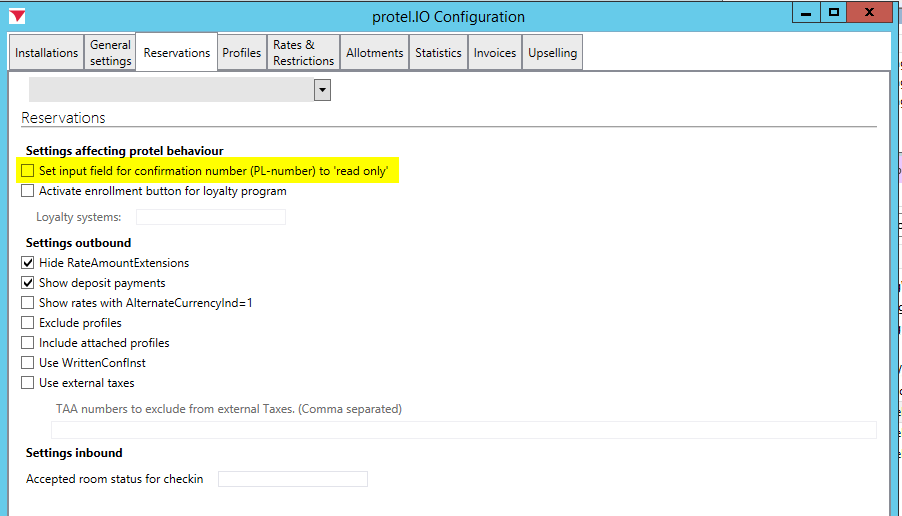 protel.IO Configuration
Installations
General settings
Reservations
Profiles
Rates & Restrictions
Allotments
Statistics
Invoices
Upselling
Reservations
Settings affecting protel behaviour
Set input field for confirmation number (PL-number) to 'read only'
Activate enrollment button for loyalty program
Loyalty systems:
Settings outbound
Hide RateAmountExtensions
Show deposit payments
Show rates with AlternateCurrencyInd=1
Exclude profiles
Include attached profiles
Use WrittenConfInst
Use external taxes
TAA numbers to exclude from external Taxes. (Comma separated)
Settings inbound
Accepted room status for checkin